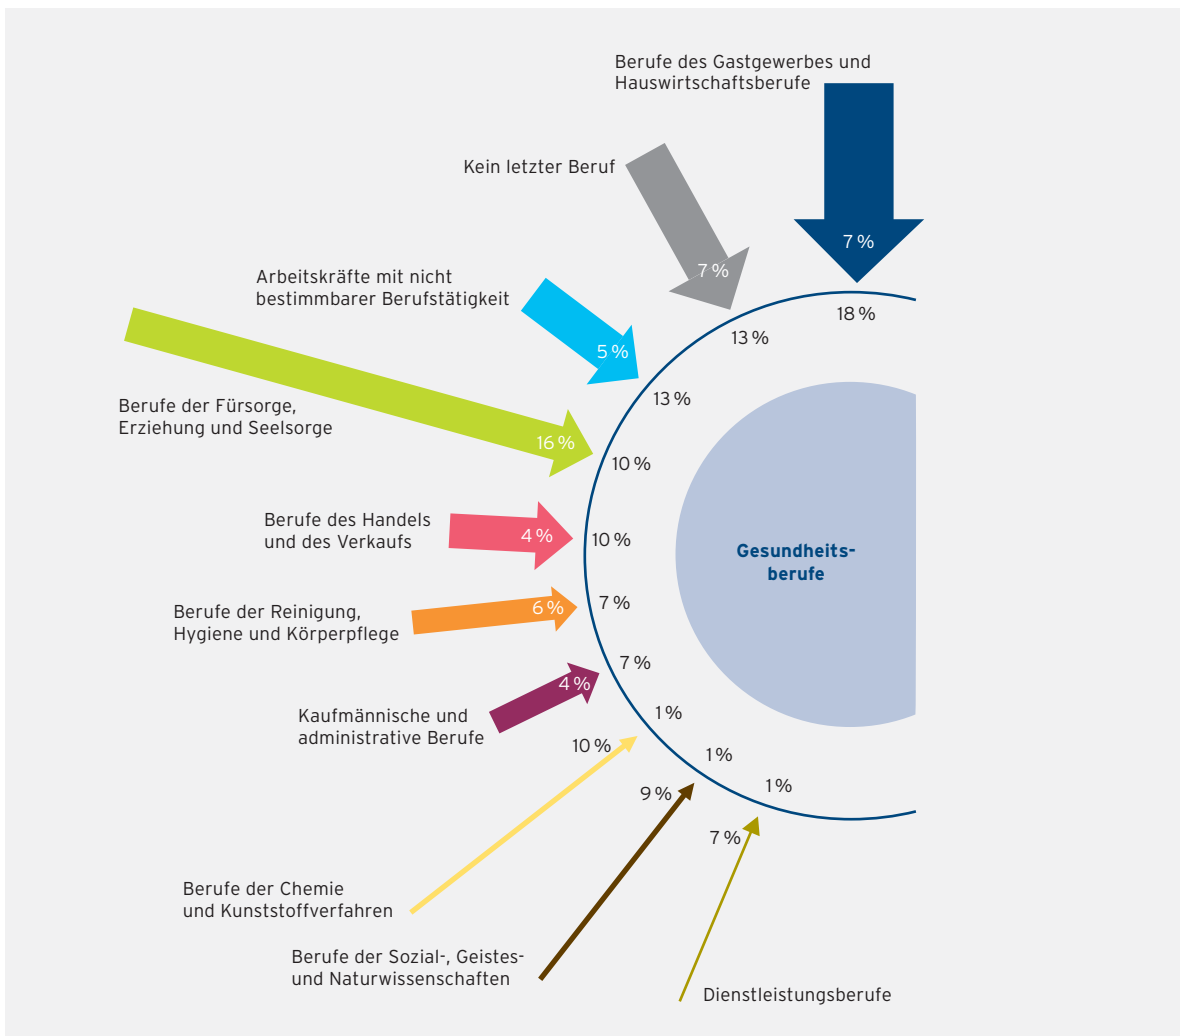 Berufe des Gastgewerbes und
Hauswirtschaftsberufe
7 %
18 %
Kein letzter Beruf
7 %
13 %
Arbeitskräfte mit nicht
bestimmbarer Berufstätigkeit
5 %
13 %
Berufe der Fürsorge,
Erziehung und Seelsorge
16 %
10 %
Berufe des Handels
und des Verkaufs
4 %
10 %
Gesundheits-
berufe
Berufe der Reinigung,
Hygiene und Körperpflege
6 %
7 %
Kaufmännische und
administrative Berufe
4 %
7 %
Berufe der Chemie
und Kunststoffverfahren
10 %
1 %
Berufe der Sozial-, Geistes-
und Naturwissenschaften
9 %
1 %
Dienstleistungsberufe
7 %
1 %